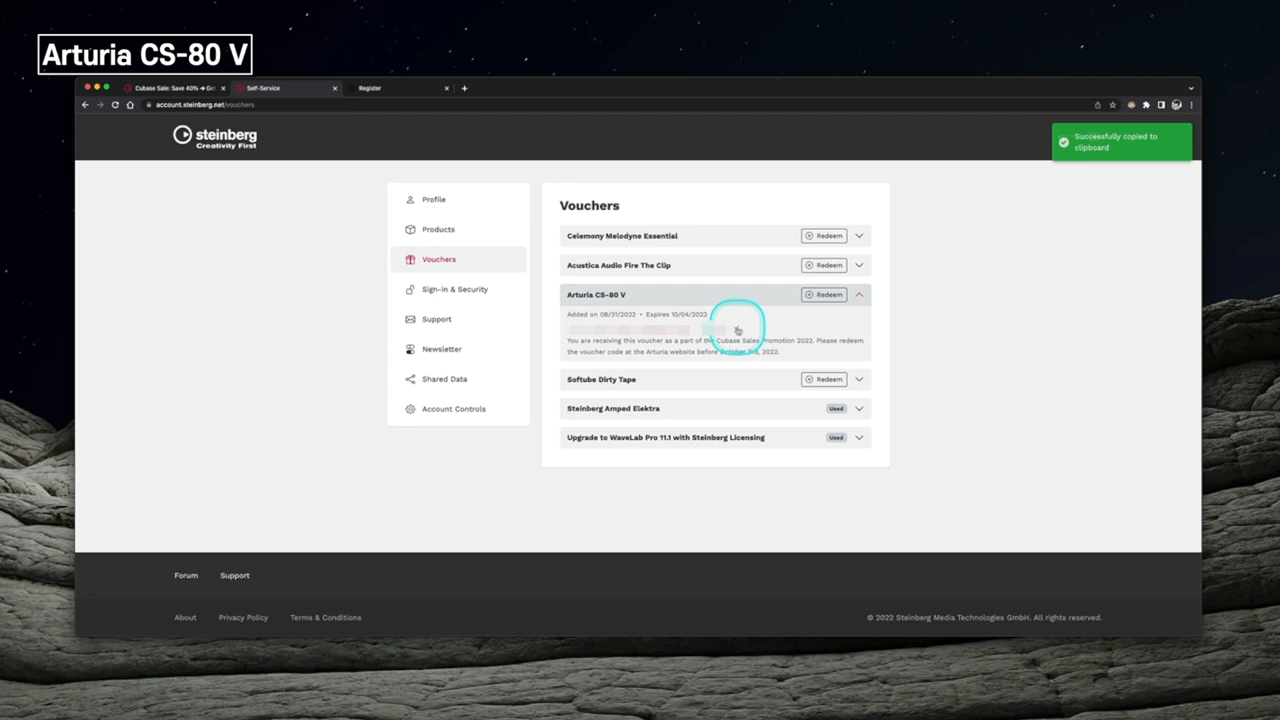 Arturia CS-80 V
Cubase Sale: Save 40% → Get
Self-Service
Register
account.steinberg.net/vouchers
steinberg
Creativity First
Successfully copied to
clipboard
Profile
Products
Vouchers
Sign-in & Security
Support
Newsletter
Shared Data
Account Controls
Vouchers
Celemony Melodyne Essential
Redeem
Acustica Audio Fire The Clip
Redeem
Arturia CS-80 V
Redeem
Added on 08/31/2022 • Expires 10/04/2022
You are receiving this voucher as a part of the Cubase Sales Promotion 2022. Please redeem
the voucher code at the Arturia website before October 3rd, 2022.
Softube Dirty Tape
Redeem
Steinberg Amped Elektra
Used
Upgrade to WaveLab Pro 11.1 with Steinberg Licensing
Used
Forum
Support
About
Privacy Policy
Terms & Conditions
© 2022 Steinberg Media Technologies GmbH. All rights reserved.